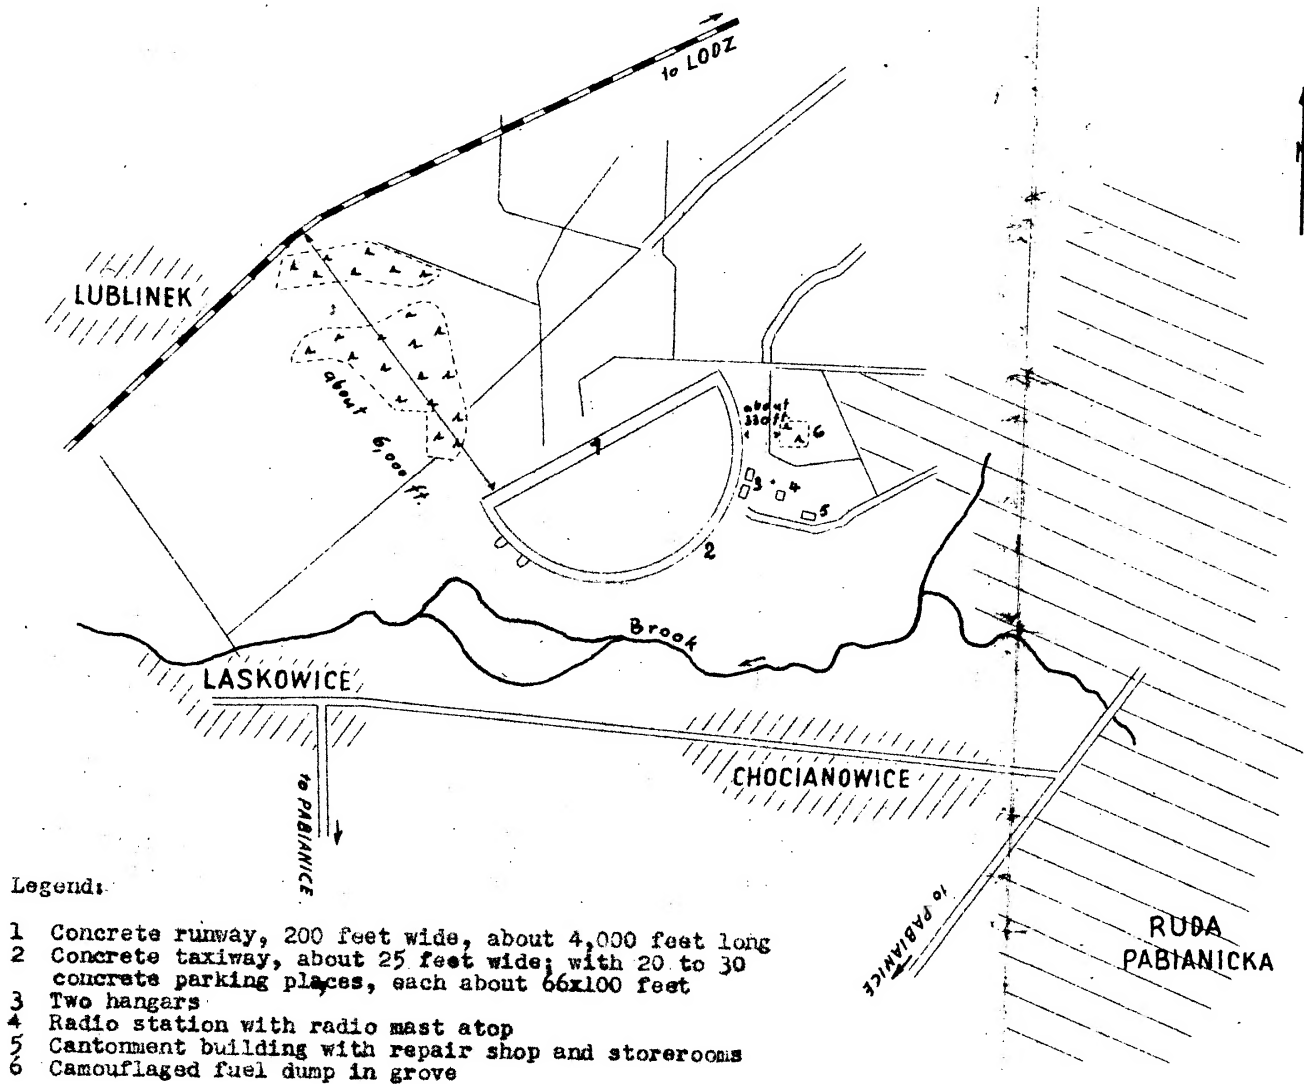 to LODZ
N
LUBLINEK
about 6,000 ft.
about
330 ft
1
2
3
4
5
6
Brook
LASKOWICE
CHOCIANOWICE
to PABIANICE
to PABIANICE
RUDA
PABIANICKA
Legend:
1 Concrete runway, 200 feet wide, about 4,000 feet long
2 Concrete taxiway, about 25 feet wide; with 20 to 30
concrete parking places, each about 66x100 feet
3 Two hangars
4 Radio station with radio mast atop
5 Cantonment building with repair shop and storerooms
6 Camouflaged fuel dump in grove